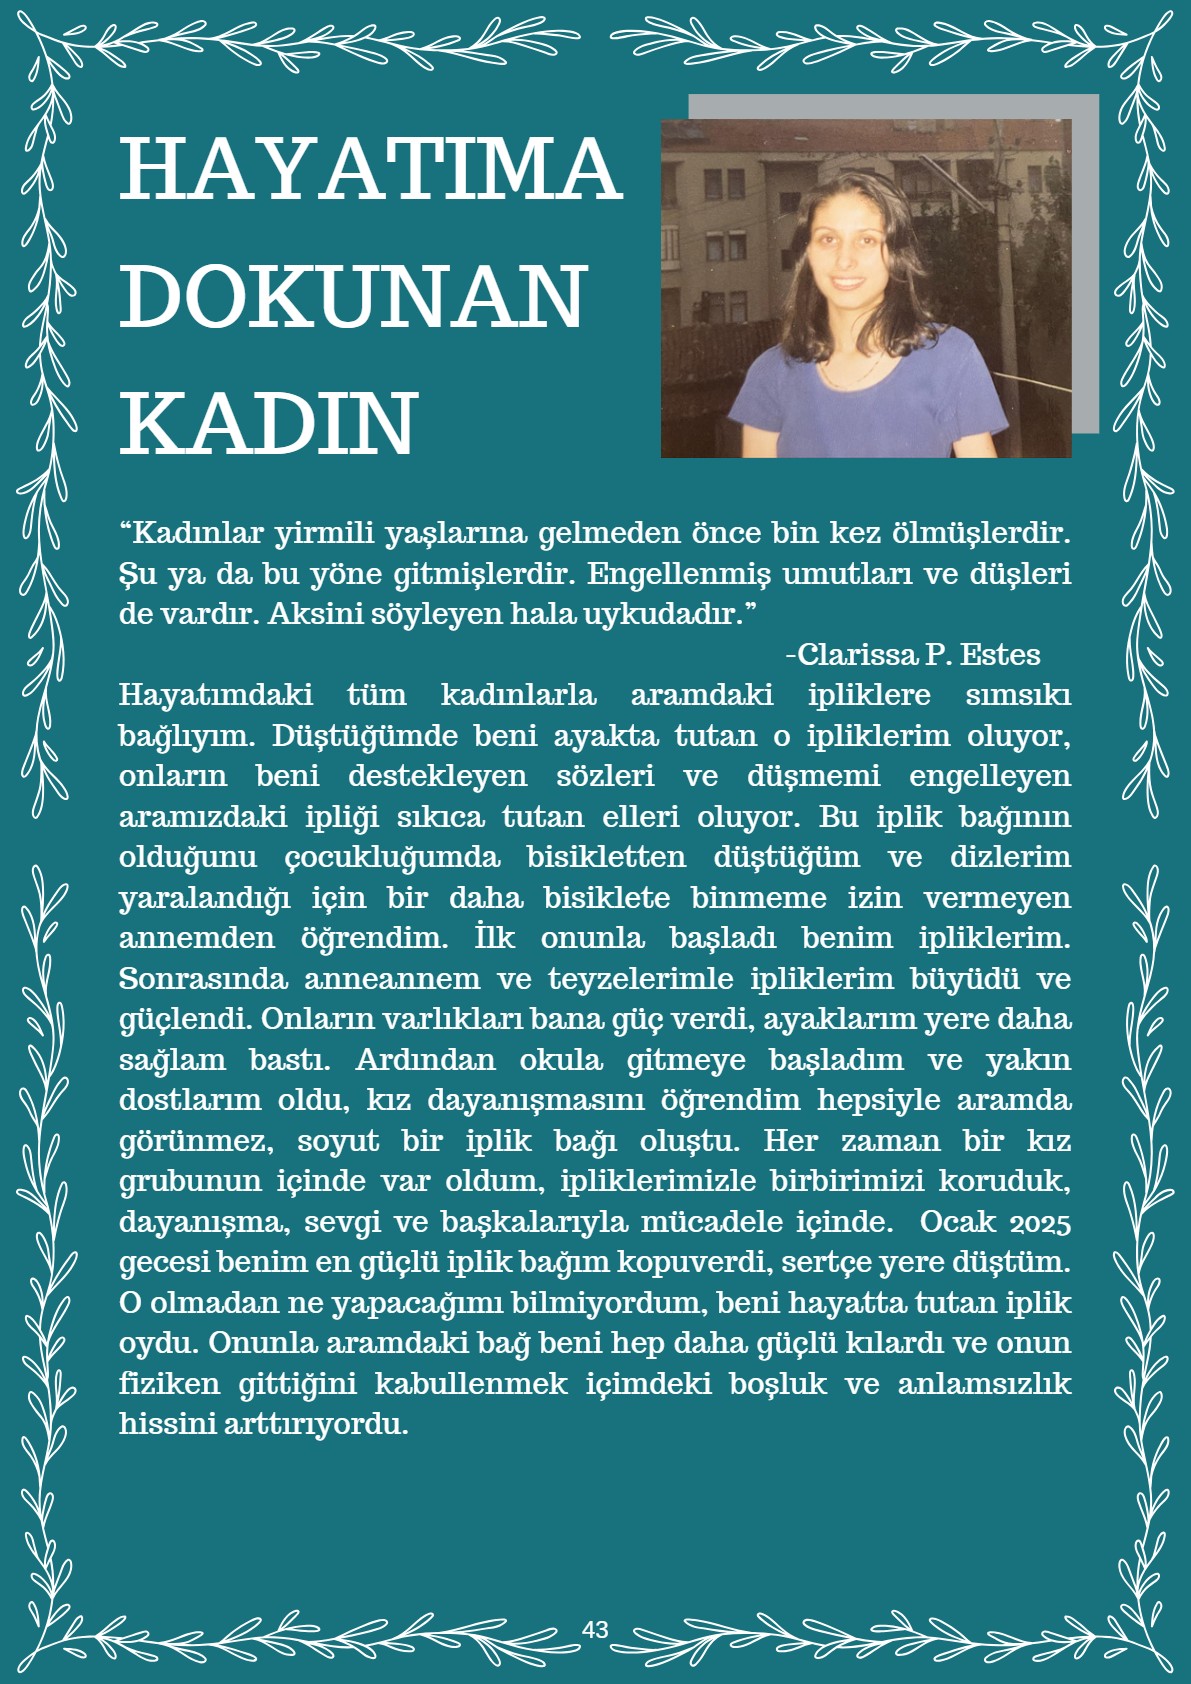 HAYATIMA
DOKUNAN
KADIN
“Kadınlar yirmili yaşlarına gelmeden önce bin kez ölmüşlerdir.
Şu ya da bu yöne gitmişlerdir. Engellenmiş umutları ve düşleri
de vardır. Aksini söyleyen hala uykudadır.”
-Clarissa P. Estes
Hayatımdaki tüm kadınlarla aramdaki ipliklere sımsıkı
bağlıyım. Düştüğümde beni ayakta tutan o ipliklerim oluyor,
onların beni destekleyen sözleri ve düşmemi engelleyen
aramızdaki ipliği sıkıca tutan elleri oluyor. Bu iplik bağının
olduğunu çocukluğumda bisikletten düştüğüm ve dizlerim
yaralandığı için bir daha bisiklete binmeme izin vermeyen
annemden öğrendim. İlk onunla başladı benim ipliklerim.
Sonrasında anneannem ve teyzelerimle ipliklerim büyüdü ve
güçlendi. Onların varlıkları bana güç verdi, ayaklarım yere daha
sağlam bastı. Ardından okula gitmeye başladım ve yakın
dostlarım oldu, kız dayanışmasını öğrendim hepsiyle aramda
görünmez, soyut bir iplik bağı oluştu. Her zaman bir kız
grubunun içinde var oldum, ipliklerimizle birbirimizi koruduk,
dayanışma, sevgi ve başkalarıyla mücadele içinde. Ocak 2025
gecesi benim en güçlü iplik bağım kopuverdi, sertçe yere düştüm.
O olmadan ne yapacağımı bilmiyordum, beni hayatta tutan iplik
oydu. Onunla aramdaki bağ beni hep daha güçlü kılardı ve onun
fiziken gittiğini kabullenmek içimdeki boşluk ve anlamsızlık
hissini arttırıyordu.
43